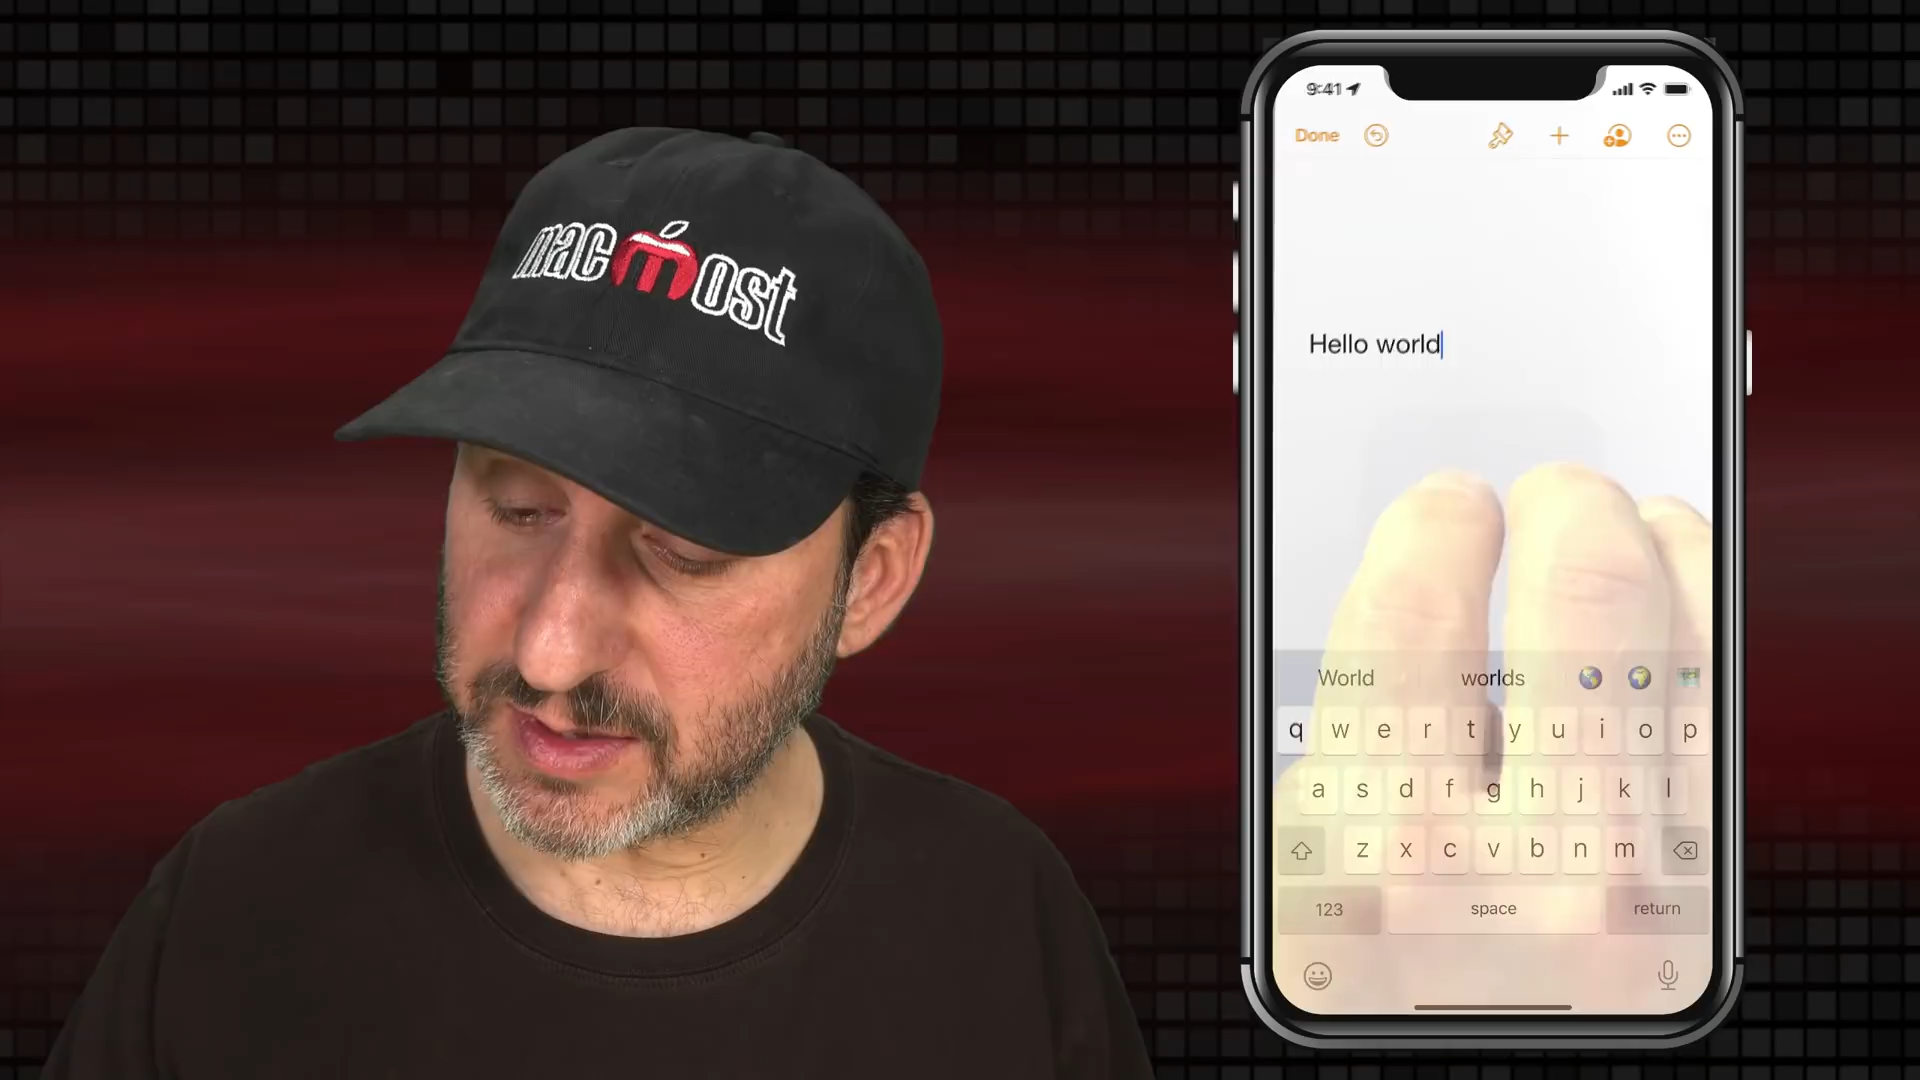 macmost
9:41
Done
Hello world
World worlds
q w e r t y u i o p
a s d f g h j k l
z x c v b n m
123 space return